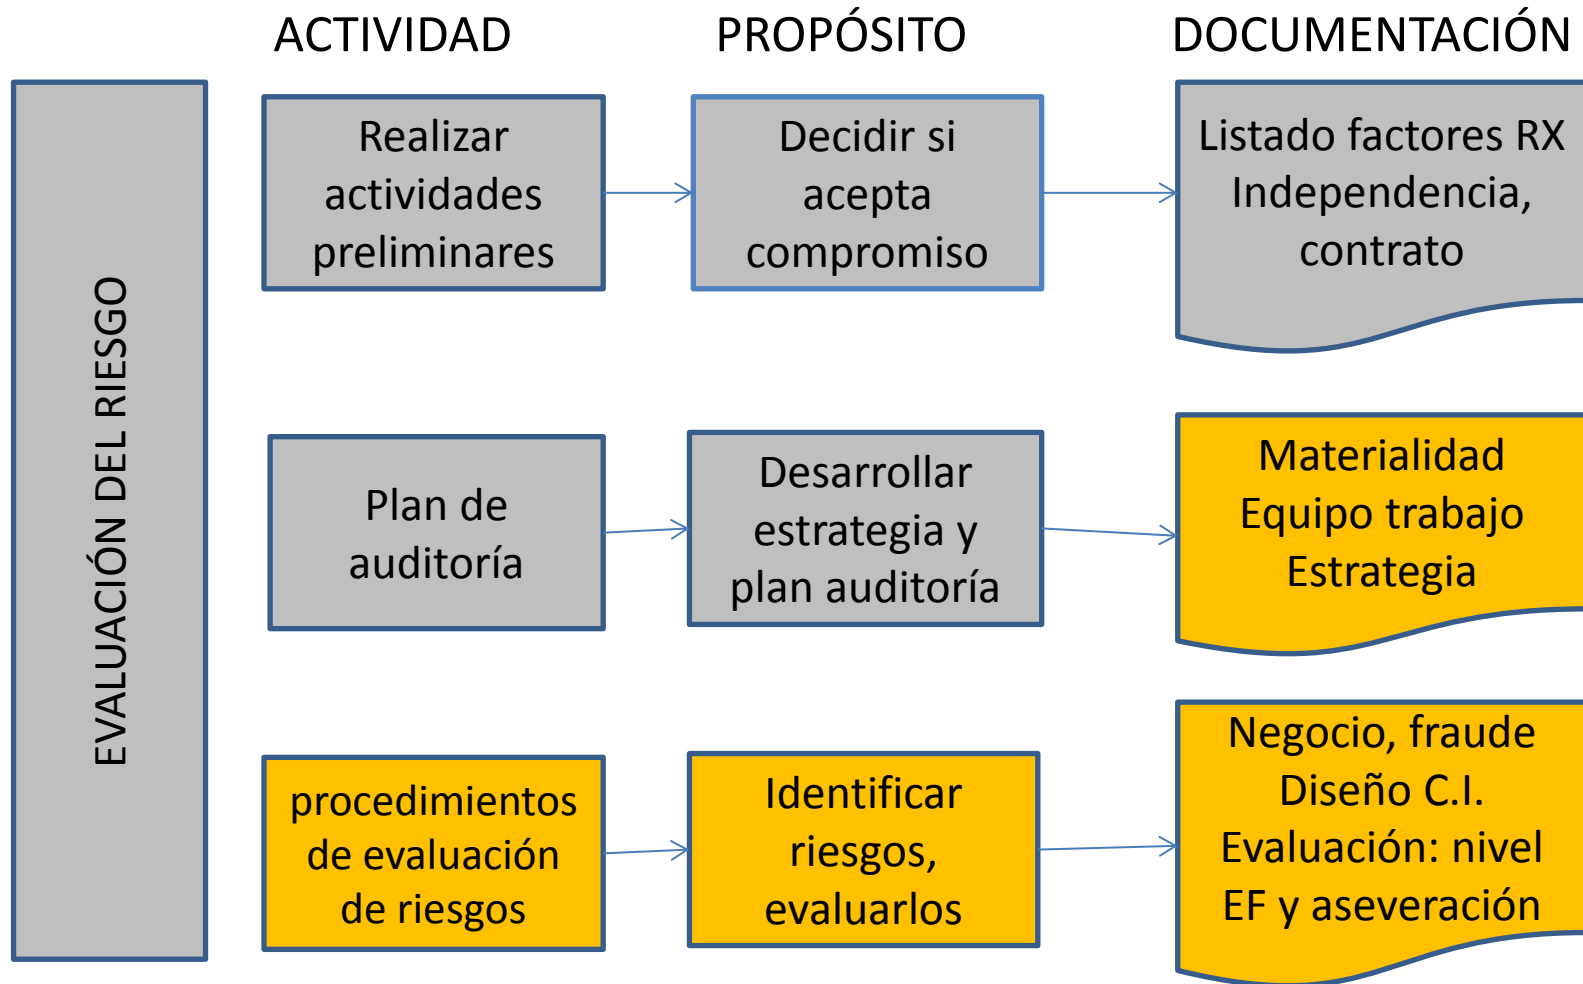 ACTIVIDAD
PROPÓSITO
DOCUMENTACIÓN
EVALUACIÓN DEL RIESGO
Realizar
actividades
preliminares
Decidir si
acepta
compromiso
Listado factores RX
Independencia,
contrato
Plan de
auditoría
Desarrollar
estrategia y
plan auditoría
Materialidad
Equipo trabajo
Estrategia
procedimientos
de evaluación
de riesgos
Identificar
riesgos,
evaluarlos
Negocio, fraude
Diseño C.I.
Evaluación: nivel
EF y aseveración